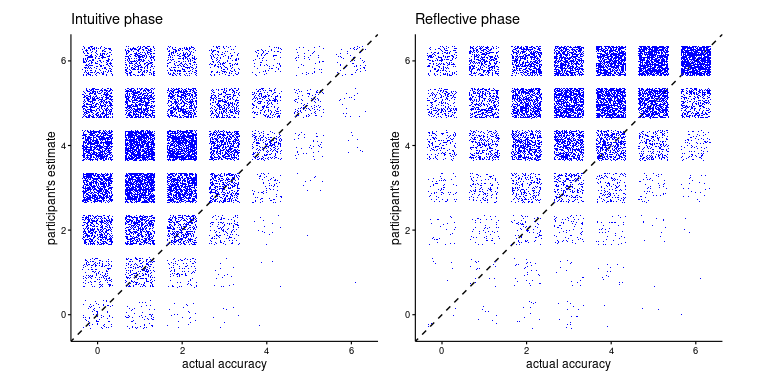 Intuitive phase
participant's estimate
6
4
2
0
0 2 4 6
actual accuracy
Reflective phase
participant's estimate
6
4
2
0
0 2 4 6
actual accuracy